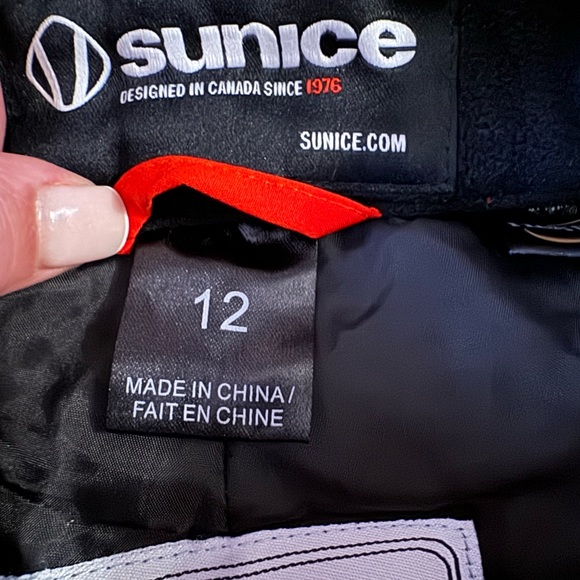 sunice
DESIGNED IN CANADA SINCE 1976
SUNICE.COM
12
MADE IN CHINA/
FAIT EN CHINE